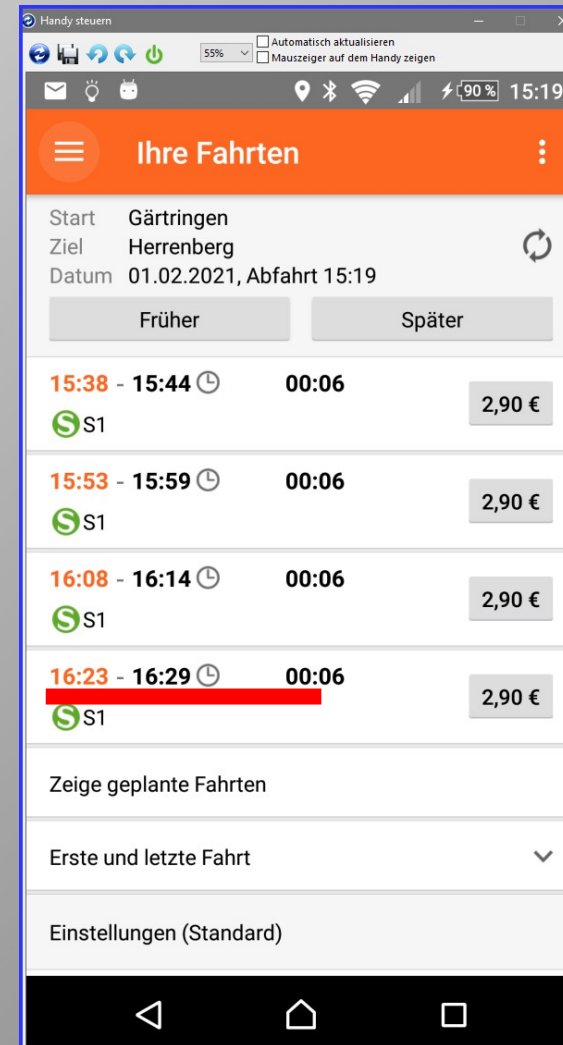 Handy steuern
55%
Automatisch aktualisieren
Mauszeiger auf dem Handy zeigen
90 % 15:19
Ihre Fahrten
Start Gärtringen
Ziel Herrenberg
Datum 01.02.2021, Abfahrt 15:19
Früher Später
15:38 - 15:44 00:06
2,90 €
S S1
15:53 - 15:59 00:06
2,90 €
S S1
16:08 - 16:14 00:06
2,90 €
S S1
16:23 - 16:29 00:06
2,90 €
S S1
Zeige geplante Fahrten
Erste und letzte Fahrt
Einstellungen (Standard)